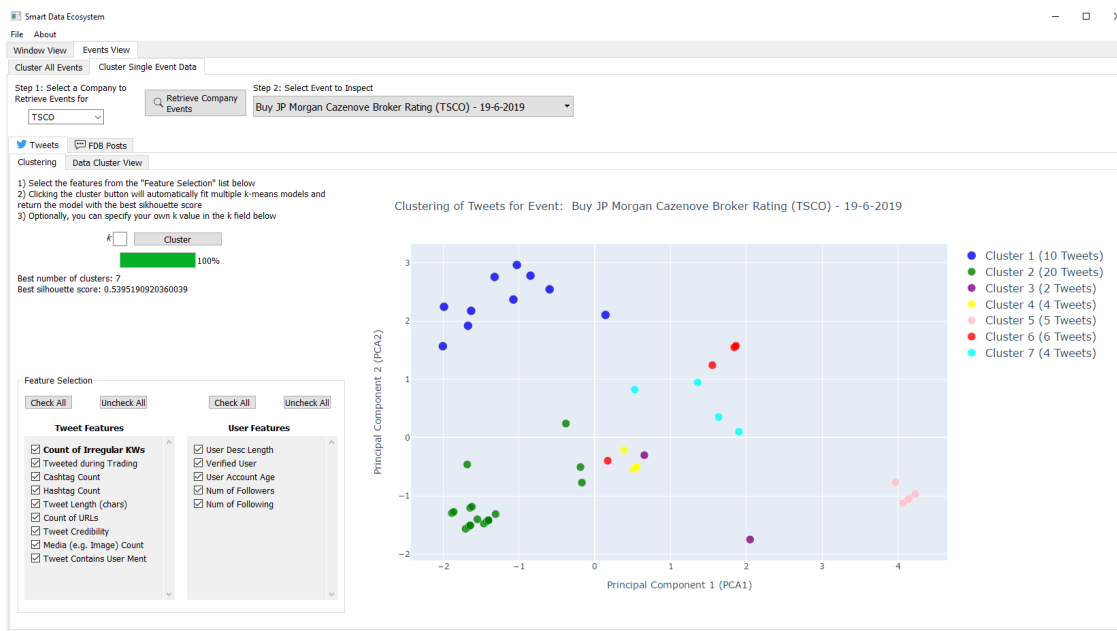 Smart Data Ecosystem
File About
Window View Events View
Cluster All Events Cluster Single Event Data
Step 1: Select a Company to
Retrieve Events for
TSCO
Retrieve Company
Events
Step 2: Select Event to Inspect
Buy JP Morgan Cazenove Broker Rating (TSCO) - 19-6-2019
Tweets FDB Posts
Clustering Data Cluster View
1) Select the features from the "Feature Selection" list below
2) Clicking the cluster button will automatically fit multiple k-means models and
return the model with the best sikhouette score
3) Optionally, you can specify your own k value in the k field below
k Cluster
100%
Best number of clusters: 7
Best silhouette score: 0.5395190920360039
Feature Selection
Check All Uncheck All Check All Uncheck All
Tweet Features
Count of Irregular KWs
Tweeted during Trading
Cashtag Count
Hashtag Count
Tweet Length (chars)
Count of URLs
Tweet Credibility
Media (e.g. Image) Count
Tweet Contains User Ment
User Features
User Desc Length
Verified User
User Account Age
Num of Followers
Num of Following
Clustering of Tweets for Event: Buy JP Morgan Cazenove Broker Rating (TSCO) - 19-6-2019
Principal Component 2 (PCA2)
3
2
1
0
−1
−2
−2 −1 0 1 2 3 4
Principal Component 1 (PCA1)
Cluster 1 (10 Tweets)
Cluster 2 (20 Tweets)
Cluster 3 (2 Tweets)
Cluster 4 (4 Tweets)
Cluster 5 (5 Tweets)
Cluster 6 (6 Tweets)
Cluster 7 (4 Tweets)